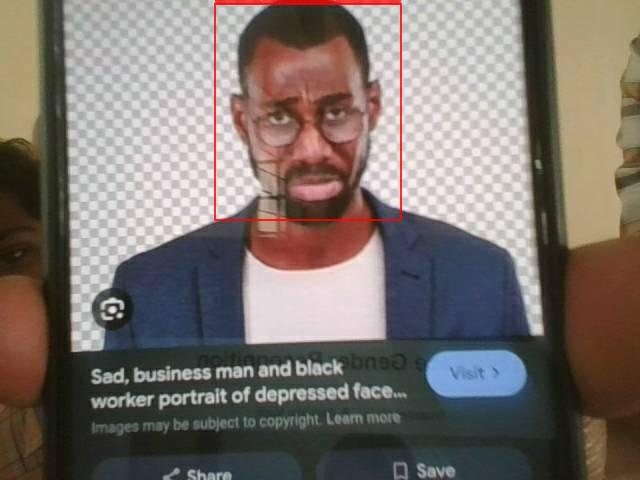 Sad, business man and black
Visit >
worker portrait of depressed face...
Images may be subject to copyright. Learn more
Share
Save